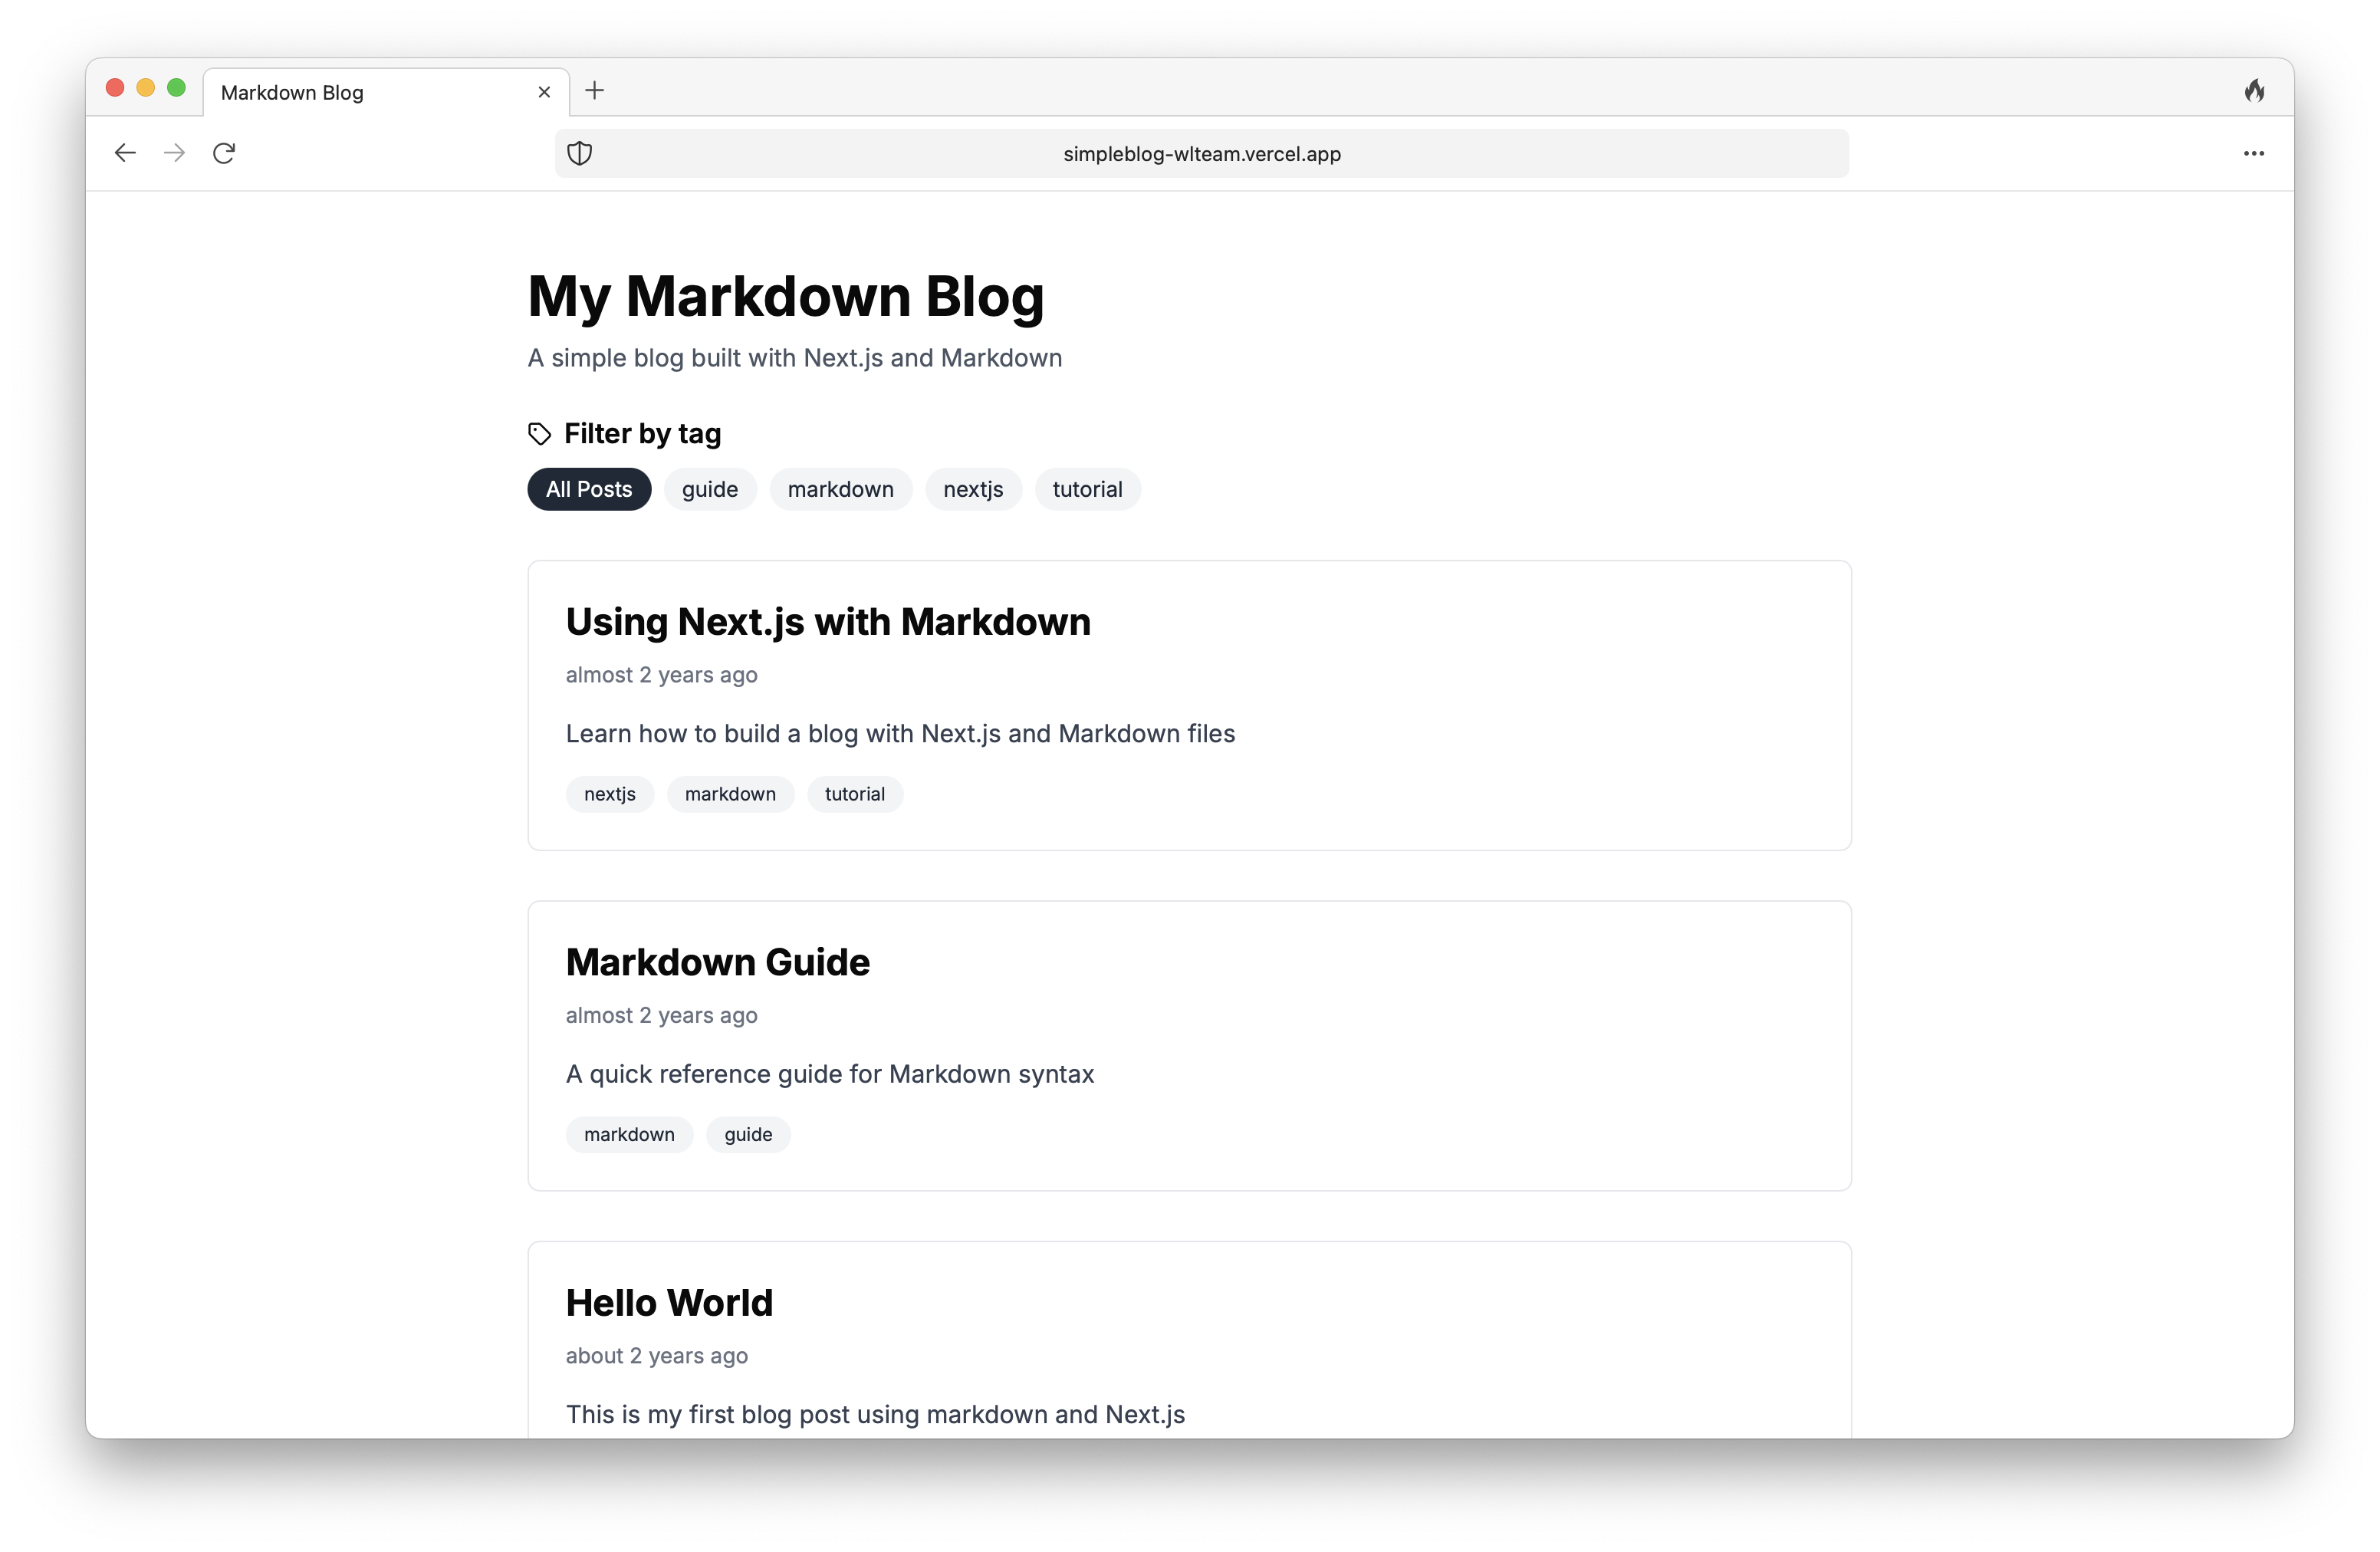 Markdown Blog
simpleblog-wlteam.vercel.app
My Markdown Blog
A simple blog built with Next.js and Markdown
Filter by tag
All Posts guide markdown nextjs tutorial
Using Next.js with Markdown
almost 2 years ago
Learn how to build a blog with Next.js and Markdown files
nextjs markdown tutorial
Markdown Guide
almost 2 years ago
A quick reference guide for Markdown syntax
markdown guide
Hello World
about 2 years ago
This is my first blog post using markdown and Next.js